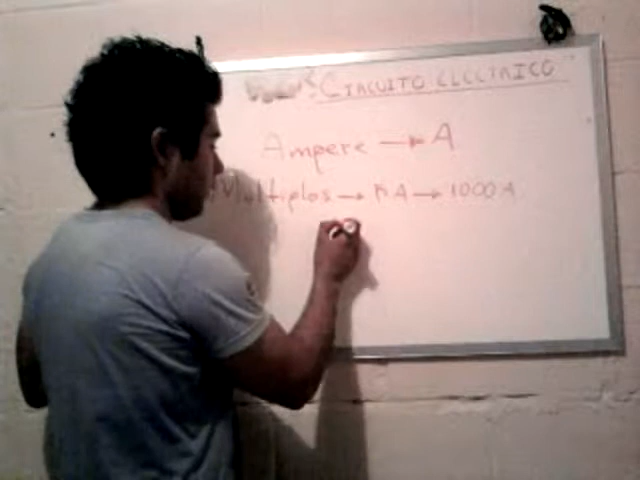 CIRCUITO ELECTRICO
Ampere → A
Multiplos → KA → 1000 A